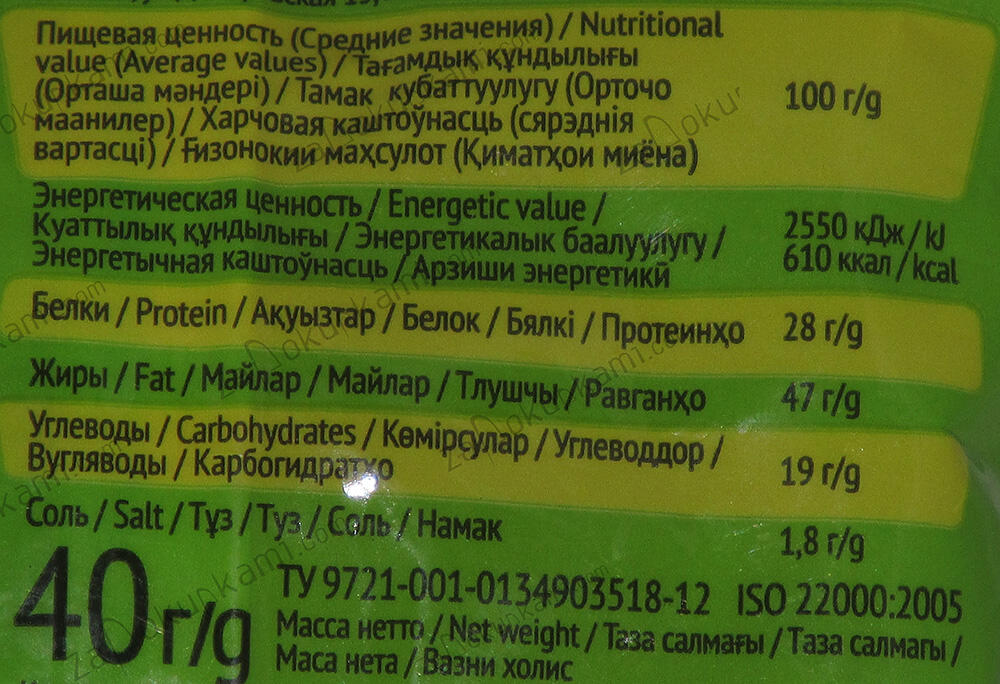 Пищевая ценность (Средние значения) / Nutritional
value (Average values) / Тағамдық құндылығы
(Орташа мәндері) / Тамак кубаттуулугу (Орточо
маанилер) / Харчовая каштоўнасць (сярэднія
вартасці) / Ғизонокии маҳсулот (Қиматҳои миёна)
100 г/g
Энергетическая ценность / Energetic value /
Куаттылық құндылығы / Энергетикалык баалуулугу /
Энергетычная каштоўнасць / Арзиши энергетикӣ
2550 кДж / kJ
610 ккал / kcal
Белки / Protein / Ақуызтар / Белок / Бялкі / Протеинҳо 28 г/g
Жиры / Fat / Майлар / Майлар / Тлушчы / Равганҳо 47 г/g
Углеводы / Carbohydrates / Көмірсулар / Углеводдор /
Вугляводы / Карбогидратҳо
19 г/g
Соль / Salt / Тұз / Туз / Соль / Намак 1,8 г/g
40 г/g
ТУ 9721-001-0134903518-12 ISO 22000:2005
Масса нетто / Net weight / Таза салмағы / Таза салмагы /
Маса нета / Вазни холис